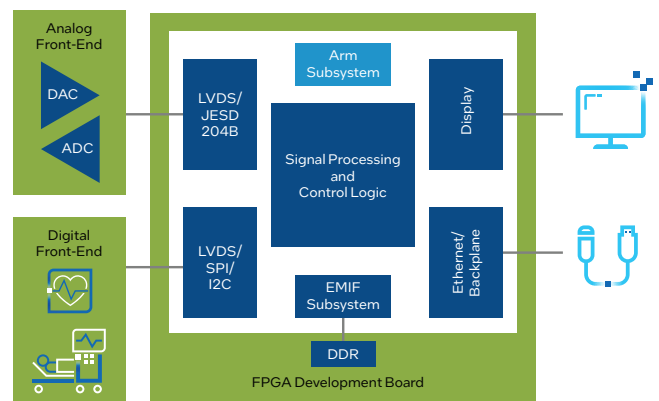 Analog
Front-End
DAC
ADC
Digital
Front-End
LVDS/
JESD
204B
LVDS/
SPI/
I2C
Arm
Subsystem
Signal Processing
and
Control Logic
EMIF
Subsystem
DDR
Display
Ethernet/
Backplane
FPGA Development Board